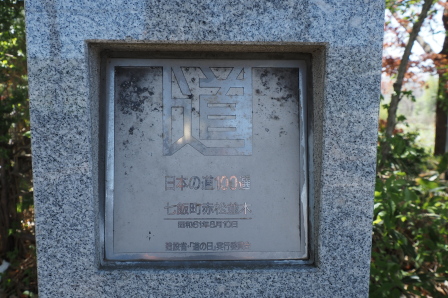 道
日本の道100選
七飯町赤松並木
昭和61年8月10日
建設省・「道の日」実行委員会